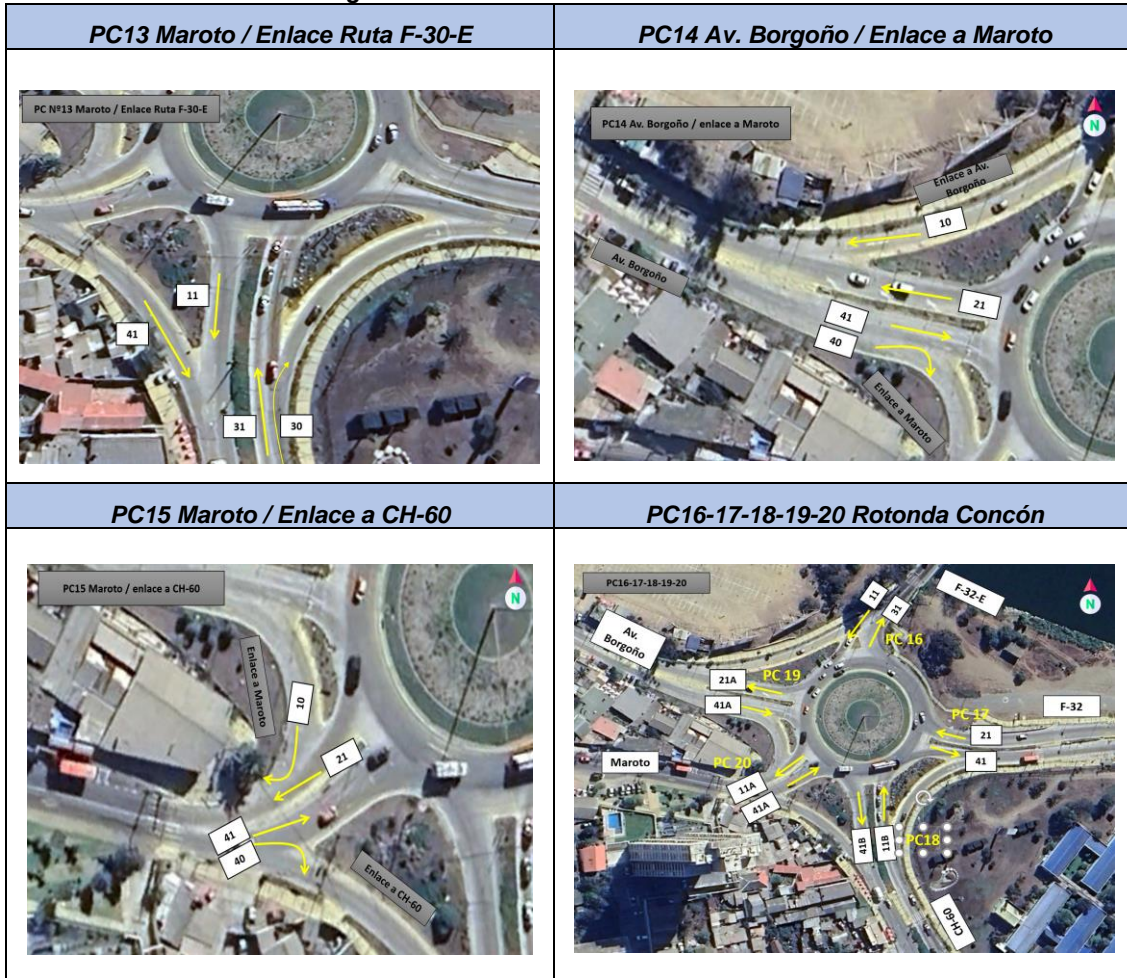 PC13 Maroto / Enlace Ruta F-30-E
PC14 Av. Borgoño / Enlace a Maroto
PC Nº13 Maroto / Enlace Ruta F-30-E
11
41
31
30
PC14 Av. Borgoño / enlace a Maroto
N
Enlace a Av.
Borgoño
10
Av. Borgoño
21
41
40
Enlace a Maroto
PC15 Maroto / Enlace a CH-60
PC16-17-18-19-20 Rotonda Concón
PC15 Maroto / enlace a CH-60
N
Enlace a Maroto
10
21
41
40
Enlace a CH-60
PC16-17-18-19-20
N
11
31
F-32-E
PC 16
Av.
Borgoño
21A
PC 19
41A
F-32
PC 17
21
41
Maroto
PC 20
11A
41A
41B
11B
PC18
CH-60